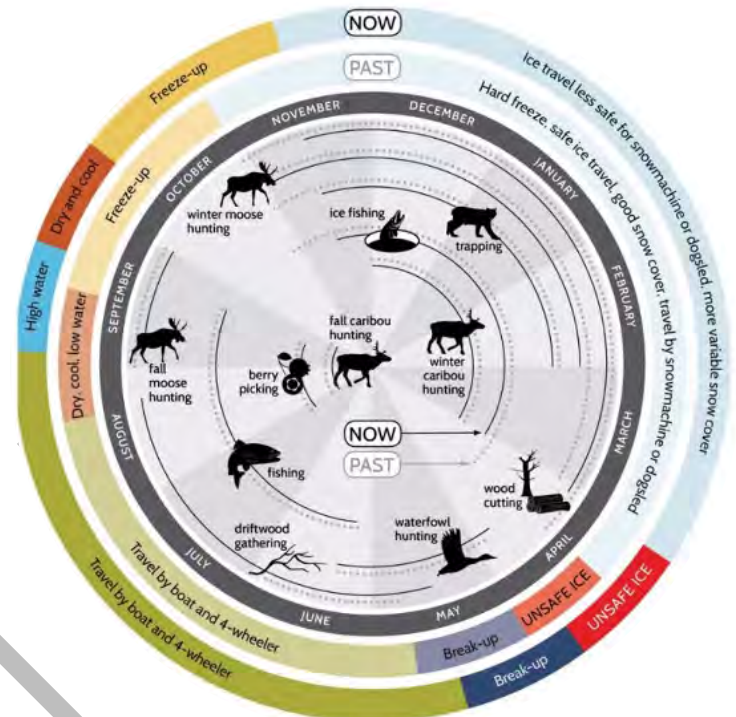 NOW
PAST
Freeze-up
Ice travel less safe for snowmachine or dogsled, more variable snow cover
Freeze-up
Hard freeze, safe ice travel, good snow cover, travel by snowmachine or dogsled
Dry and cool
High water
Dry, cool, low water
NOVEMBER
DECEMBER
JANUARY
FEBRUARY
MARCH
APRIL
MAY
JUNE
JULY
AUGUST
SEPTEMBER
OCTOBER
winter moose
hunting
ice fishing
trapping
fall caribou
hunting
winter
caribou
hunting
fall
moose
hunting
berry
picking
NOW
PAST
fishing
wood
cutting
driftwood
gathering
waterfowl
hunting
Travel by boat and 4-wheeler
Travel by boat and 4-wheeler
Break-up
UNSAFE ICE
Break-up
UNSAFE ICE